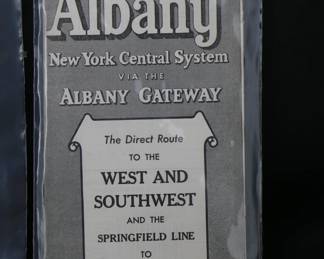 Albany
New York Central System
VIA THE
ALBANY GATEWAY
The Direct Route
TO THE
WEST AND
SOUTHWEST
AND THE
SPRINGFIELD LINE
TO